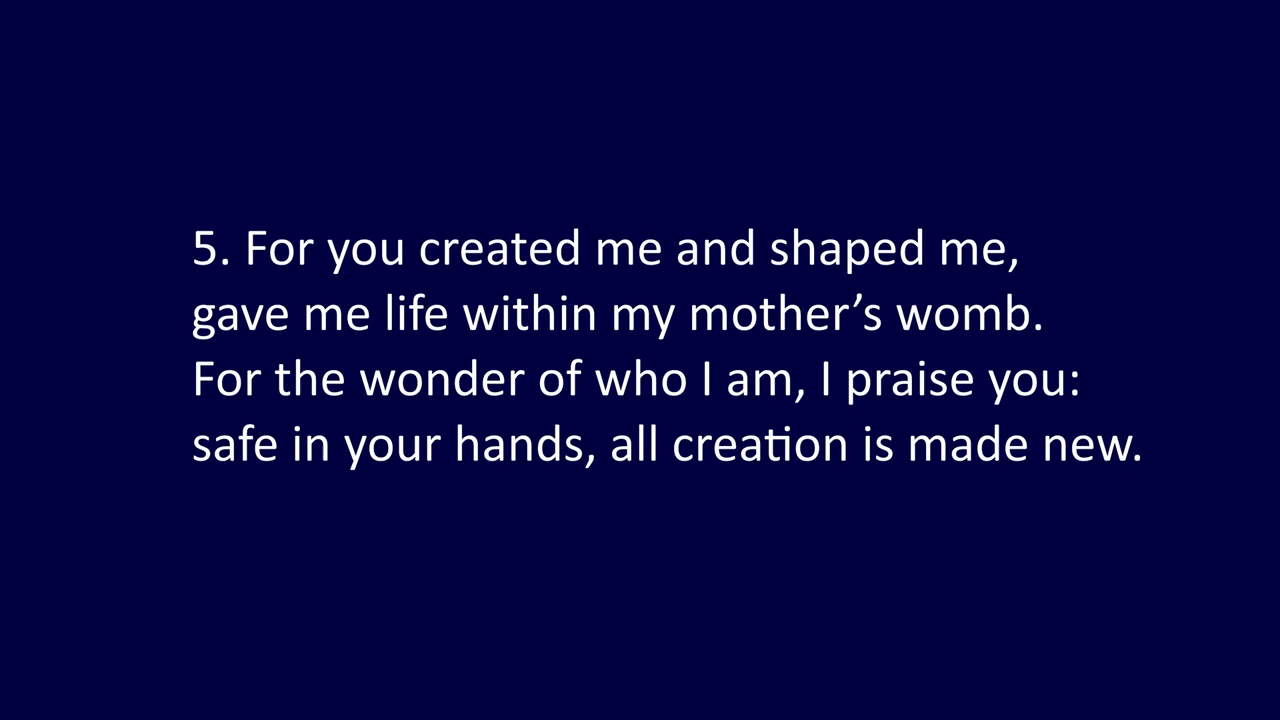 5. For you created me and shaped me,
gave me life within my mother’s womb.
For the wonder of who I am, I praise you:
safe in your hands, all creation is made new.